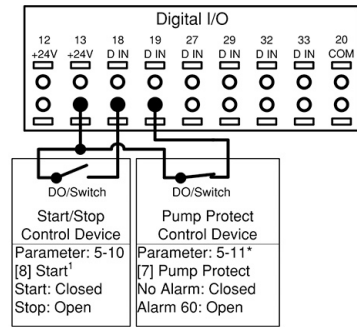 Digital I/O
12 13 18 19 27 29 32 33 20
+24V +24V D IN D IN D IN D IN D IN D IN COM
DO/Switch
Start/Stop
Control Device
Parameter: 5-10
[8] Start¹
Start: Closed
Stop: Open
DO/Switch
Pump Protect
Control Device
Parameter: 5-11*
[7] Pump Protect
No Alarm: Closed
Alarm 60: Open